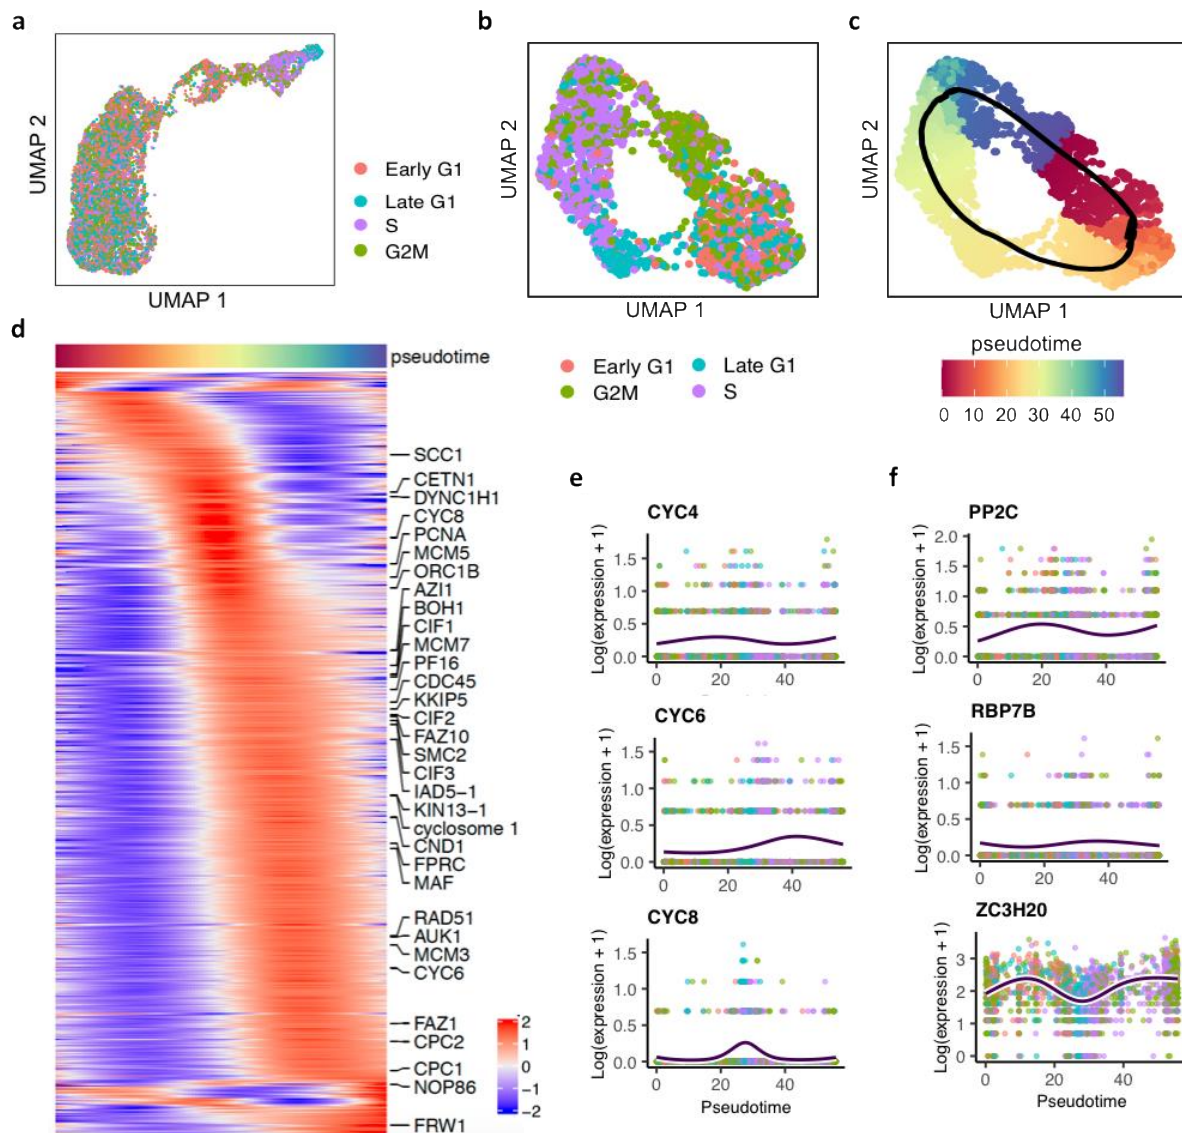 a
UMAP 2
UMAP 1
Early G1
Late G1
S
G2M
b
UMAP 2
UMAP 1
Early G1
Late G1
G2M
S
c
UMAP 2
UMAP 1
pseudotime
0 10 20 30 40 50
d
pseudotime
SCC1
CETN1
DYNC1H1
CYC8
PCNA
MCM5
ORC1B
AZI1
BOH1
CIF1
MCM7
PF16
CDC45
KKIP5
CIF2
FAZ10
SMC2
CIF3
IAD5-1
KIN13-1
cyclosome 1
CND1
FPRC
MAF
RAD51
AUK1
MCM3
CYC6
FAZ1
CPC2
CPC1
NOP86
FRW1
2
1
0
-1
-2
e
CYC4
Log(expression + 1)
1.5
1.0
0.5
0.0
0 20 40
CYC6
Log(expression + 1)
1.5
1.0
0.5
0.0
0 20 40
CYC8
Log(expression + 1)
1.5
1.0
0.5
0.0
0 20 40
Pseudotime
f
PP2C
Log(expression + 1)
2.0
1.5
1.0
0.5
0.0
0 20 40
RBP7B
Log(expression + 1)
1.5
1.0
0.5
0.0
0 20 40
ZC3H20
Log(expression + 1)
3
2
1
0
0 20 40
Pseudotime